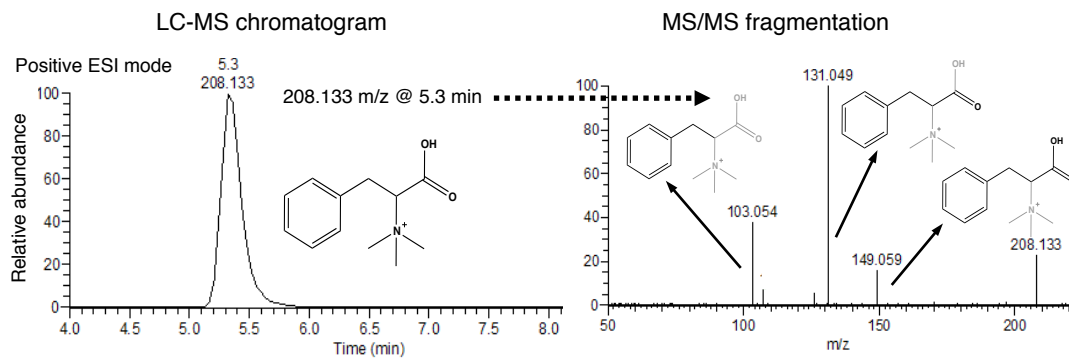 LC-MS chromatogram
MS/MS fragmentation
Positive ESI mode
5.3
208.133
208.133 m/z @ 5.3 min
Relative abundance
100
80
60
40
20
0
4.0 4.5 5.0 5.5 6.0 6.5 7.0 7.5 8.0
Time (min)
OH
O
N+
100
80
60
40
20
0
131.049
103.054
149.059
208.133
OH
O
N+
OH
O
N+
OH
N+
50 100 150 200
m/z